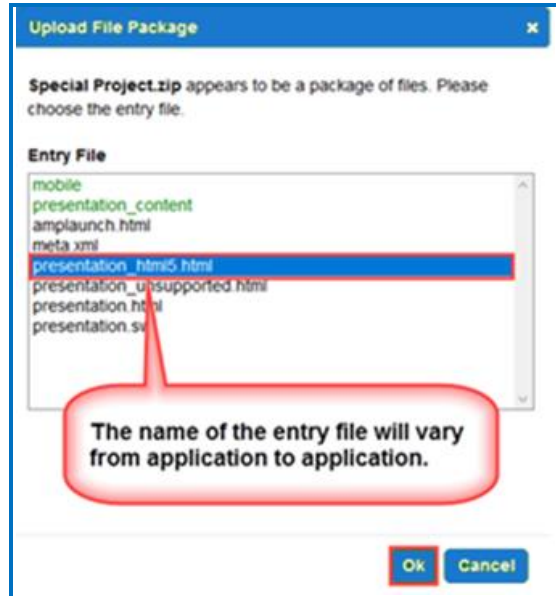 Upload File Package
x
Special Project.zip appears to be a package of files. Please
choose the entry file.
Entry File
mobile
presentation_content
amplaunch.html
meta.xml
presentation_html5.html
presentation_unsupported.html
presentation.html
The name of the entry file will vary
from application to application.
Ok Cancel